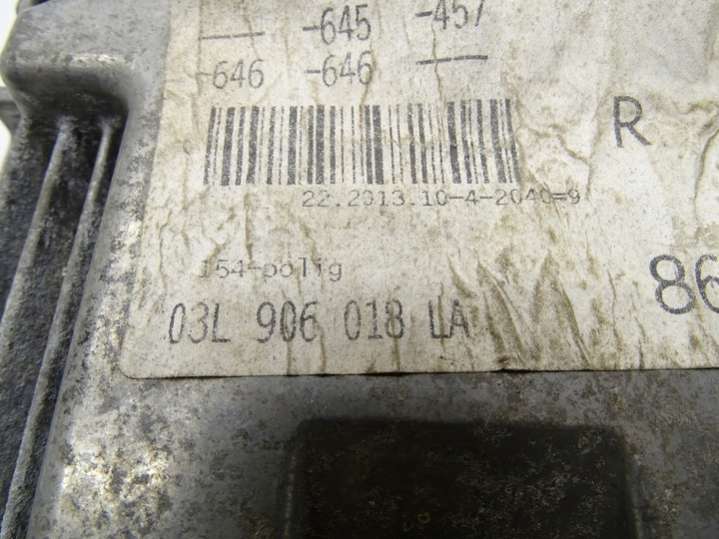 — -645 -457
-646 -646 —
R
22.2013.10-4-2040=9
154-polig
86
03L 906 018 LA